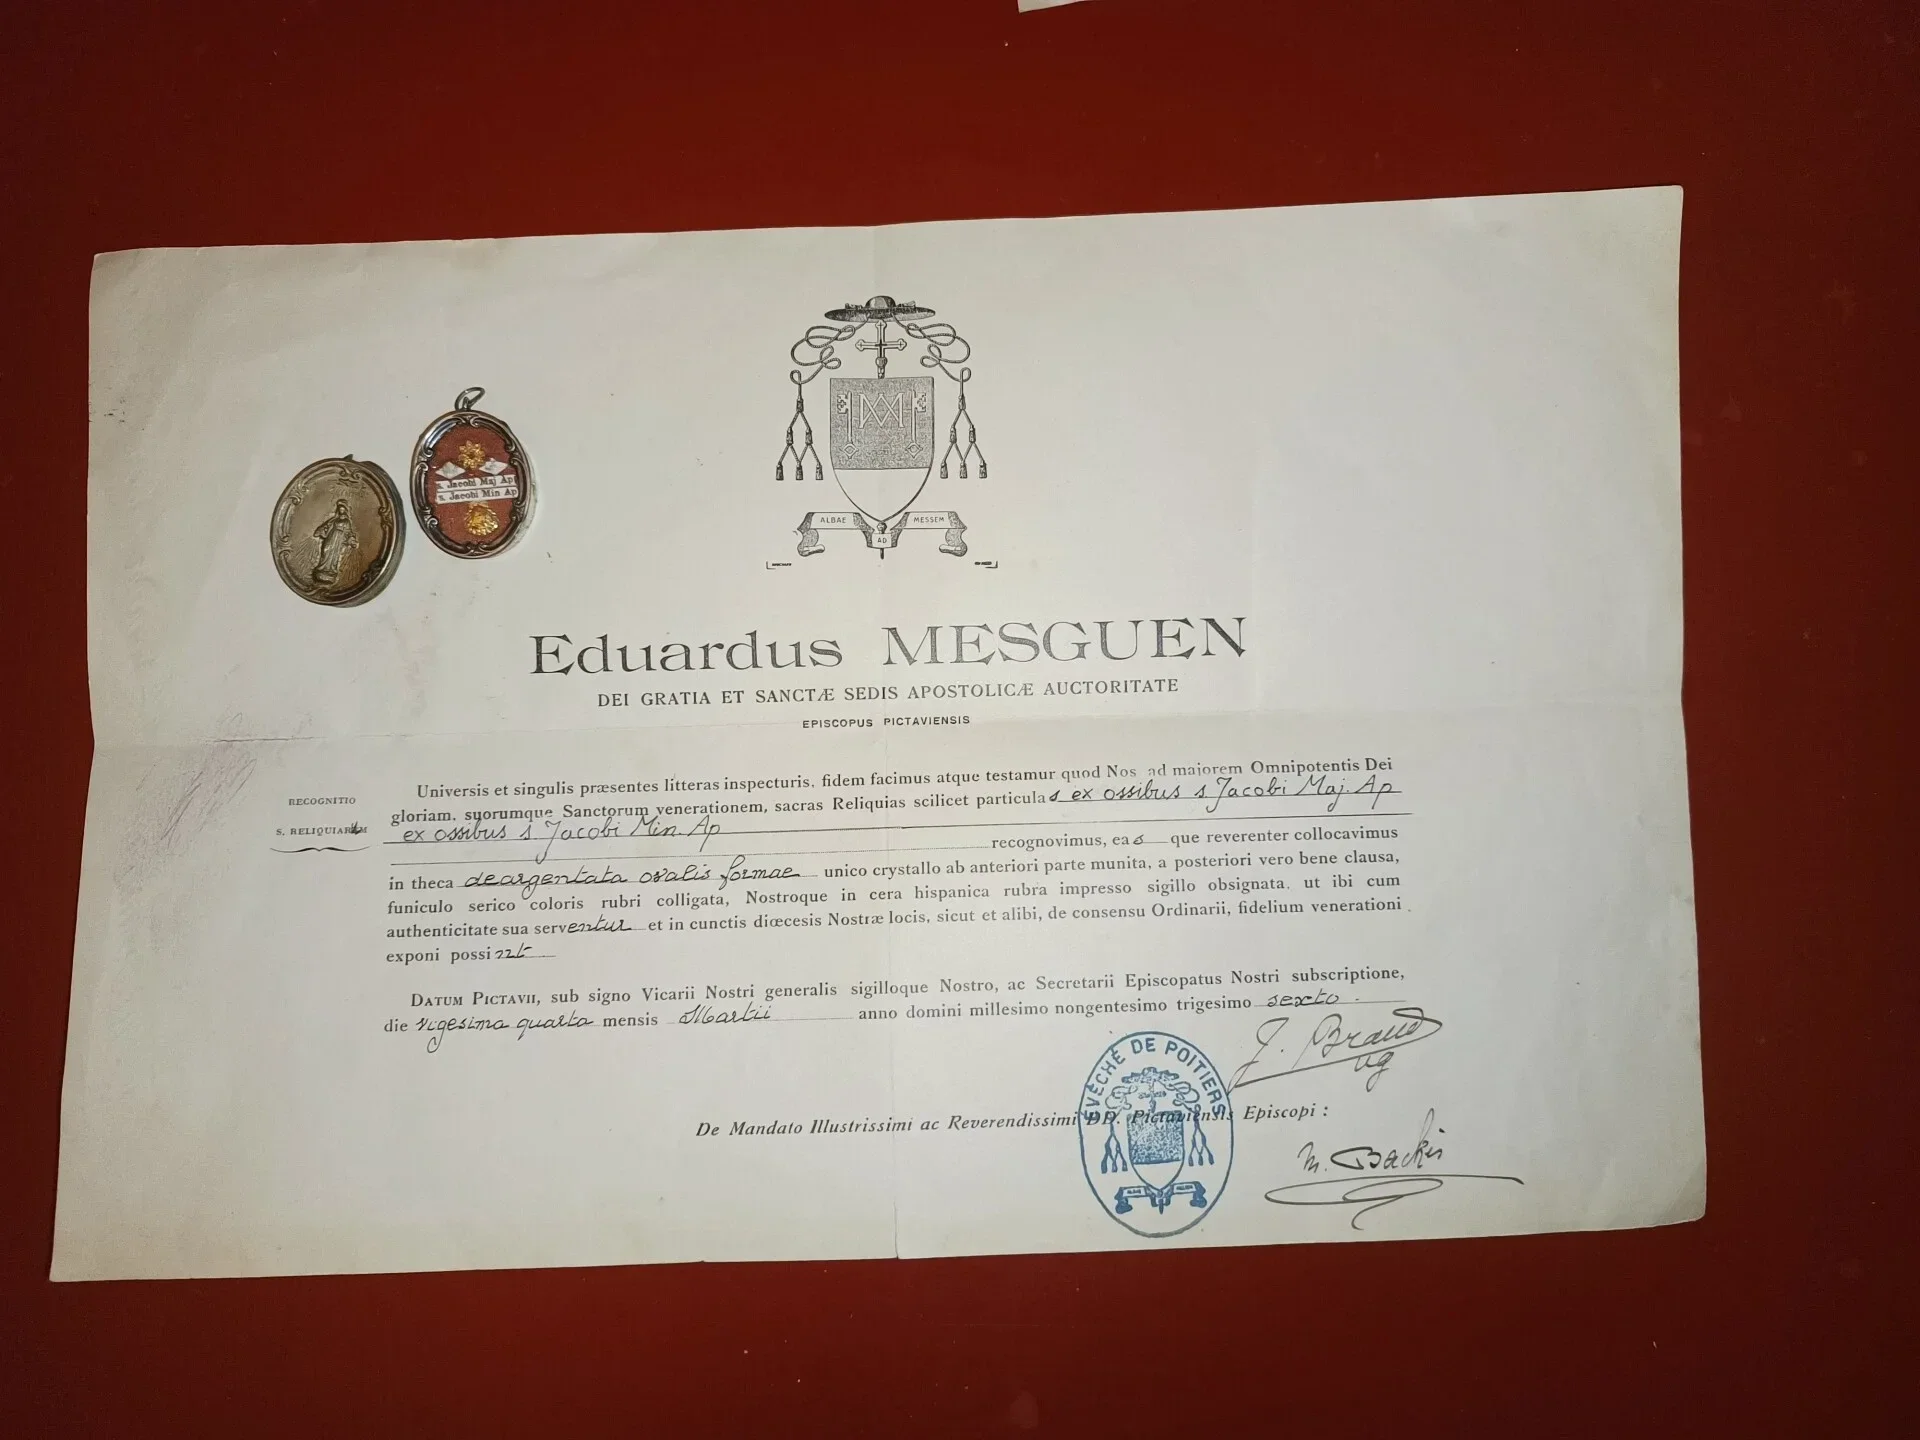 s. Jacobi Maj Ap
s. Jacobi Min Ap
ALBAE AD MESSEM
Eduardus MESGUEN
DEI GRATIA ET SANCTÆ SEDIS APOSTOLICÆ AUCTORITATE
EPISCOPUS PICTAVIENSIS
RECOGNITIO
S. RELIQUIARUM
Universis et singulis præsentes litteras inspecturis, fidem facimus atque testamur quod Nos ad majorem Omnipotentis Dei
gloriam, suorumque Sanctorum venerationem, sacras Reliquias scilicet particulas ex ossibus s. Jacobi Maj. Ap
ex ossibus s. Jacobi Min. Ap
recognovimus, eas que reverenter collocavimus
in theca deargentata ovalis formae unico crystallo ab anteriori parte munita, a posteriori vero bene clausa,
funiculo serico coloris rubri colligata, Nostroque in cera hispanica rubra impresso sigillo obsignata, ut ibi cum
authenticitate sua serventur et in cunctis diœcesis Nostræ locis, sicut et alibi, de consensu Ordinarii, fidelium venerationi
exponi possint
DATUM PICTAVII, sub signo Vicarii Nostri generalis sigilloque Nostro, ac Secretarii Episcopatus Nostri subscriptione,
die vigesima quarta mensis Martii anno domini millesimo nongentesimo trigesimo sexto.
J. Braud
vg
ÉVÊCHÉ DE POITIERS
De Mandato Illustrissimi ac Reverendissimi DD. Pictaviensis Episcopi :